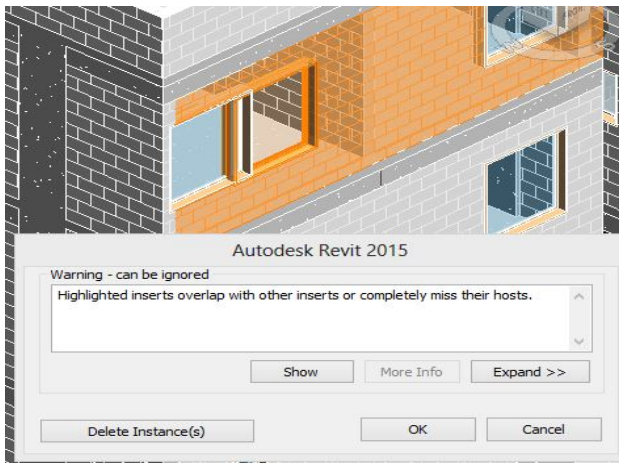 Autodesk Revit 2015
Warning - can be ignored
Highlighted inserts overlap with other inserts or completely miss their hosts.
Show More Info Expand >>
Delete Instance(s) OK Cancel